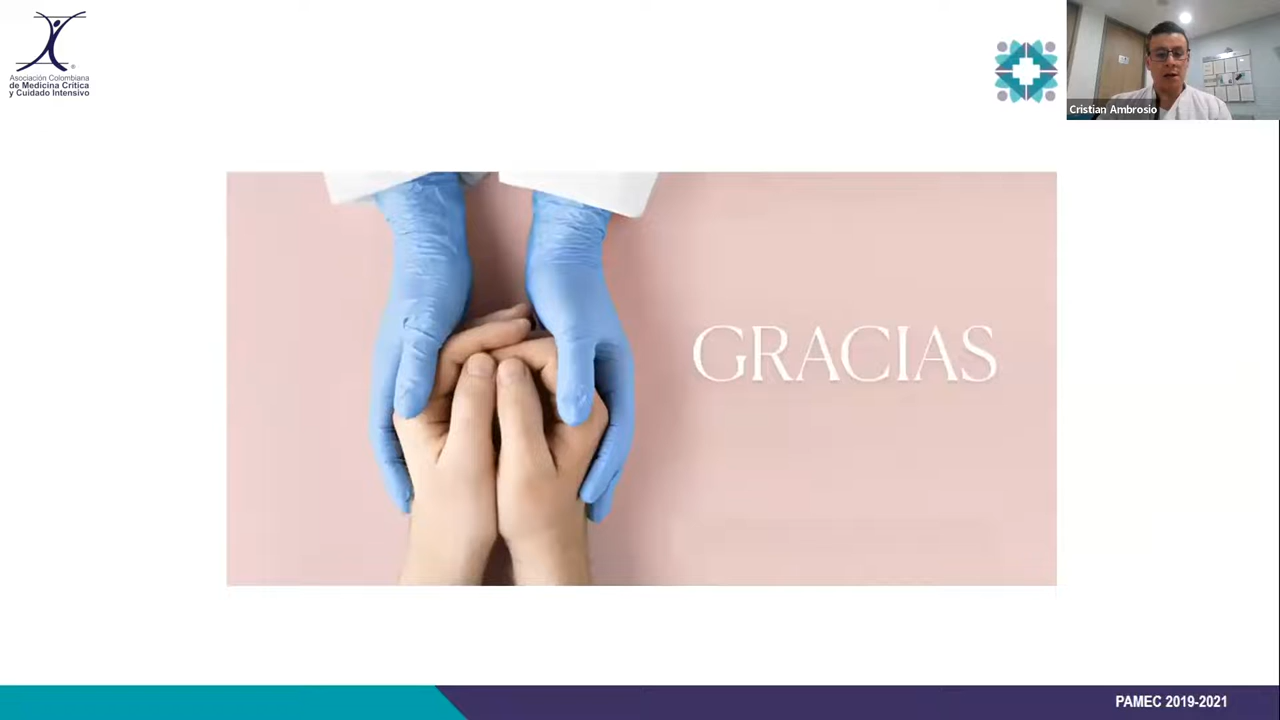 Asociación Colombiana
de Medicina Crítica
y Cuidado Intensivo
Cristian Ambrosio
GRACIAS
PAMEC 2019-2021